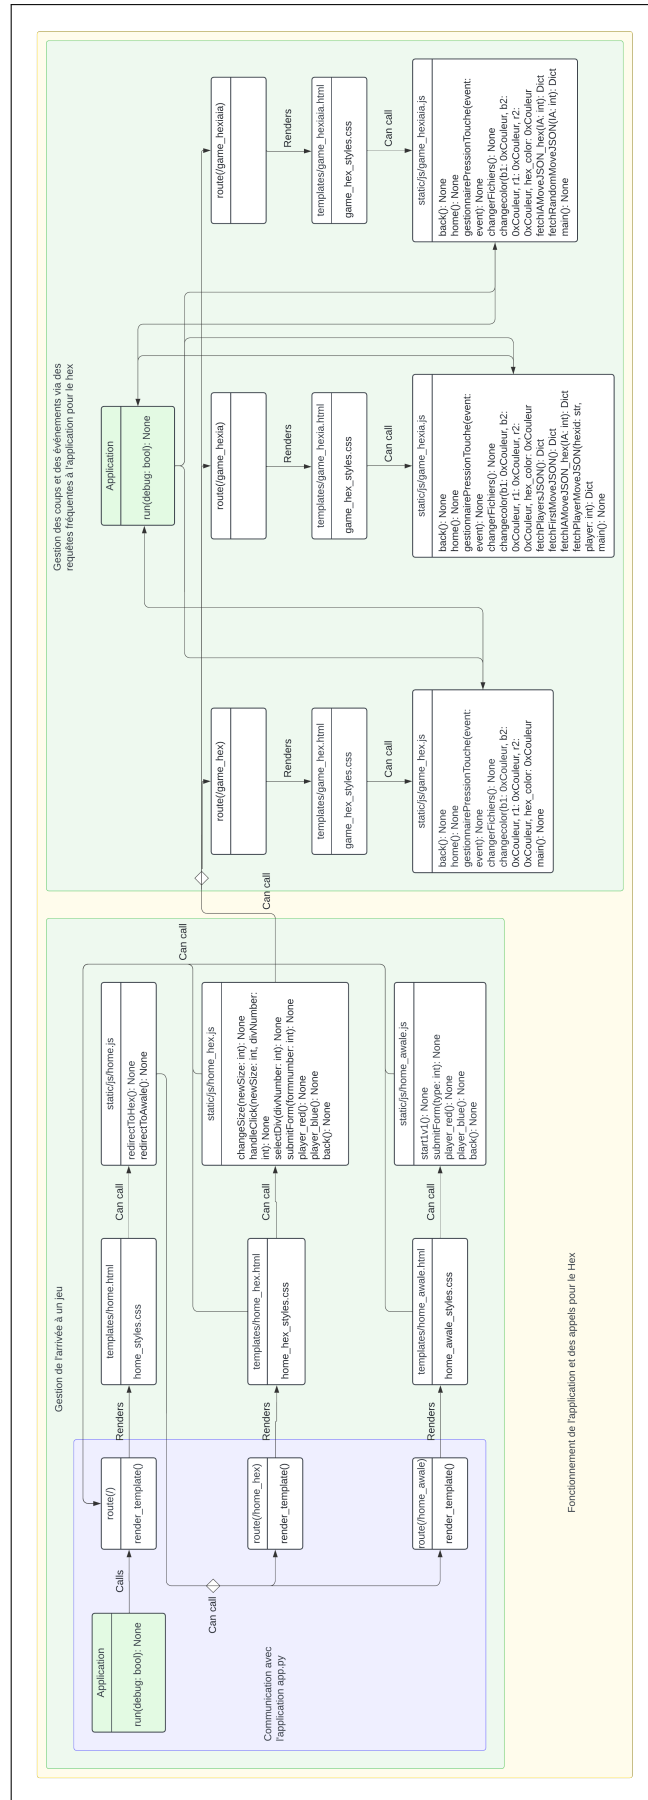 Gestion de l'arrivée à un jeu
Application
run(debug: bool): None
Calls
route(/)
render_template()
Renders
templates/home.html
home_styles.css
Can call
static/js/home.js
redirectToHex(): None
redirectToAwale(): None
Can call
Communication avec
l'application app.py
route(/home_hex)
render_template()
Renders
templates/home_hex.html
home_hex_styles.css
Can call
static/js/home_hex.js
changeSize(newSize: int): None
handleClick(newSize: int, divNumber:
int): None
selectDiv(divNumber: int): None
submitForm(formnumber: int): None
player_red(): None
player_blue(): None
back(): None
Can call
Can call
route(/home_awale)
render_template()
Renders
templates/home_awale.html
home_awale_styles.css
Can call
static/js/home_awale.js
start1v1(): None
submitForm(type: int): None
player_red(): None
player_blue(): None
back(): None
Gestion des coups et des événements via des
requêtes fréquentes à l'application pour le hex
Application
run(debug: bool): None
route(/game_hex)
Renders
templates/game_hex.html
game_hex_styles.css
Can call
static/js/game_hex.js
back(): None
home(): None
gestionnairePressionTouche(event:
event): None
changerFichiers(): None
changecolor(b1: 0xCouleur, b2:
0xCouleur, r1: 0xCouleur, r2:
0xCouleur, hex_color: 0xCouleur
main(): None
route(/game_hexia)
Renders
templates/game_hexia.html
game_hex_styles.css
Can call
static/js/game_hexia.js
back(): None
home(): None
gestionnairePressionTouche(event:
event): None
changerFichiers(): None
changecolor(b1: 0xCouleur, b2:
0xCouleur, r1: 0xCouleur, r2:
0xCouleur, hex_color: 0xCouleur
fetchPlayersJSON(): Dict
fetchFirstMoveJSON(): Dict
fetchIAMoveJSON_hex(IA: int): Dict
fetchPlayerMoveJSON(hexid: str,
player: int): Dict
main(): None
route(/game_hexiaia)
Renders
templates/game_hexiaia.html
game_hex_styles.css
Can call
static/js/game_hexiaia.js
back(): None
home(): None
gestionnairePressionTouche(event:
event): None
changerFichiers(): None
changecolor(b1: 0xCouleur, b2:
0xCouleur, r1: 0xCouleur, r2:
0xCouleur, hex_color: 0xCouleur
fetchIAMoveJSON_hex(IA: int): Dict
fetchRandomMoveJSON(IA: int): Dict
main(): None
Fonctionnement de l'application et des appels pour le Hex